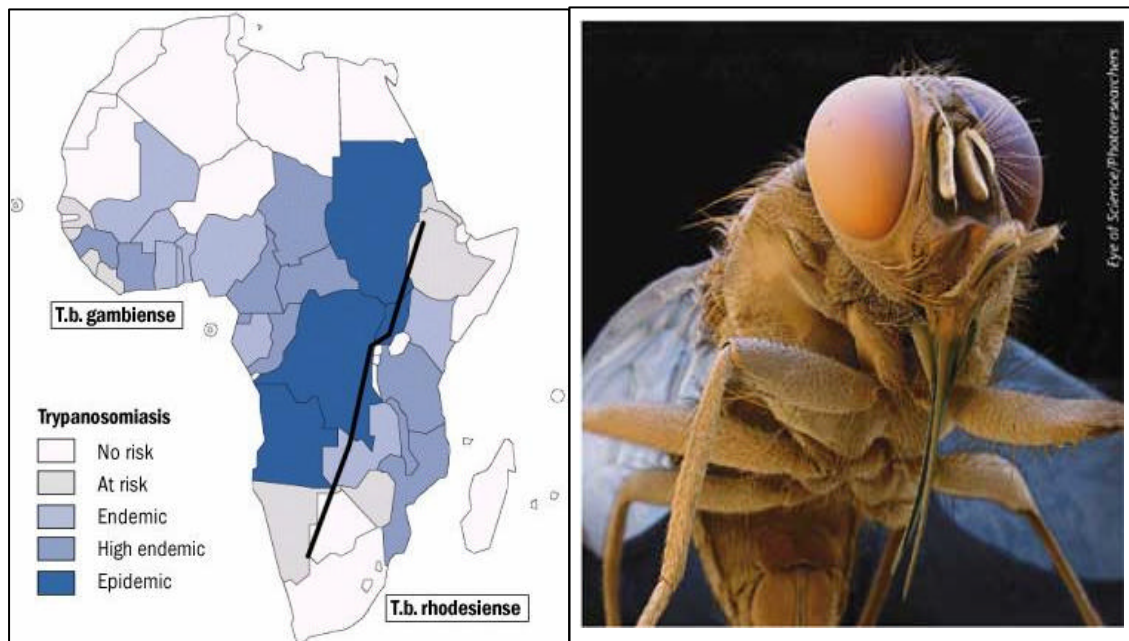 T.b. gambiense
Trypanosomiasis
No risk
At risk
Endemic
High endemic
Epidemic
T.b. rhodesiense
Eye of Science/Photoresearchers